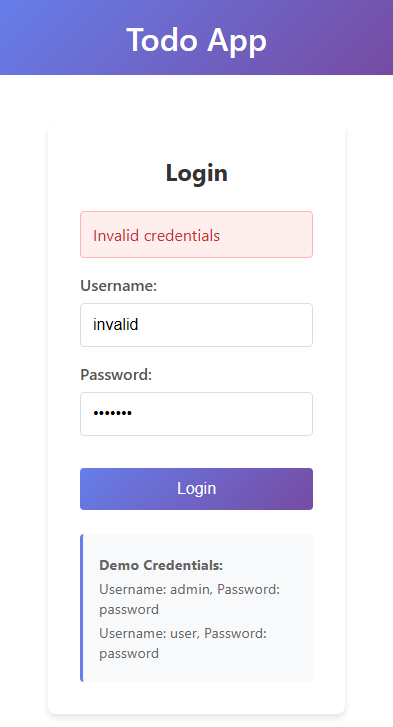 Todo App
Login
Invalid credentials
Username:
invalid
Password:
•••••••
Login
Demo Credentials:
Username: admin, Password:
password
Username: user, Password:
password